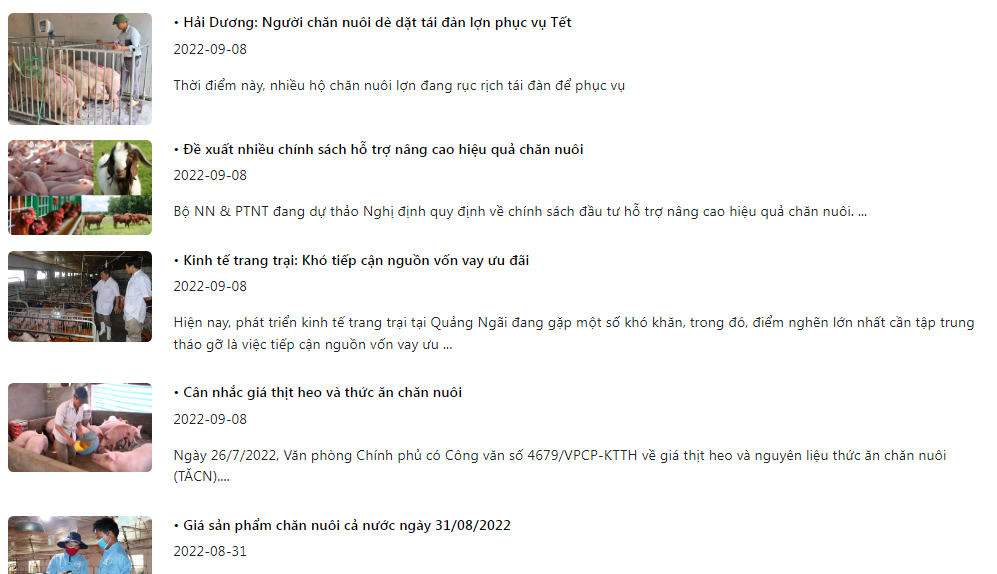 • Hải Dương: Người chăn nuôi dè dặt tái đàn lợn phục vụ Tết
2022-09-08
Thời điểm này, nhiều hộ chăn nuôi lợn đang rục rịch tái đàn để phục vụ
• Đề xuất nhiều chính sách hỗ trợ nâng cao hiệu quả chăn nuôi
2022-09-08
Bộ NN & PTNT đang dự thảo Nghị định quy định về chính sách đầu tư hỗ trợ nâng cao hiệu quả chăn nuôi. ...
• Kinh tế trang trại: Khó tiếp cận nguồn vốn vay ưu đãi
2022-09-08
Hiện nay, phát triển kinh tế trang trại tại Quảng Ngãi đang gặp một số khó khăn, trong đó, điểm nghẽn lớn nhất cần tập trung
tháo gỡ là việc tiếp cận nguồn vốn vay ưu ...
• Cân nhắc giá thịt heo và thức ăn chăn nuôi
2022-09-08
Ngày 26/7/2022, Văn phòng Chính phủ có Công văn số 4679/VPCP-KTTH về giá thịt heo và nguyên liệu thức ăn chăn nuôi
(TĂCN)....
• Giá sản phẩm chăn nuôi cả nước ngày 31/08/2022
2022-08-31